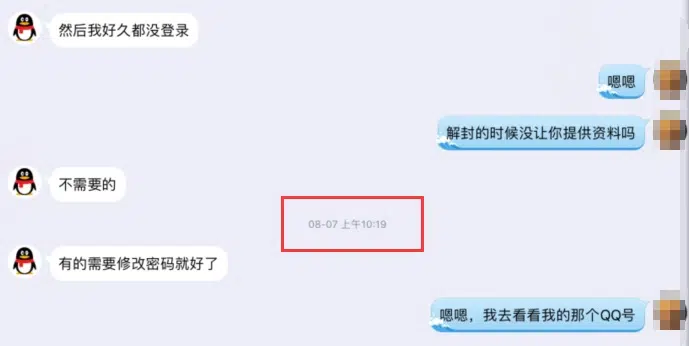 然后我好久都没登录
嗯嗯
解封的时候没让你提供资料吗
不需要的
08-07 上午10:19
有的需要修改密码就好了
嗯嗯，我去看看我的那个QQ号